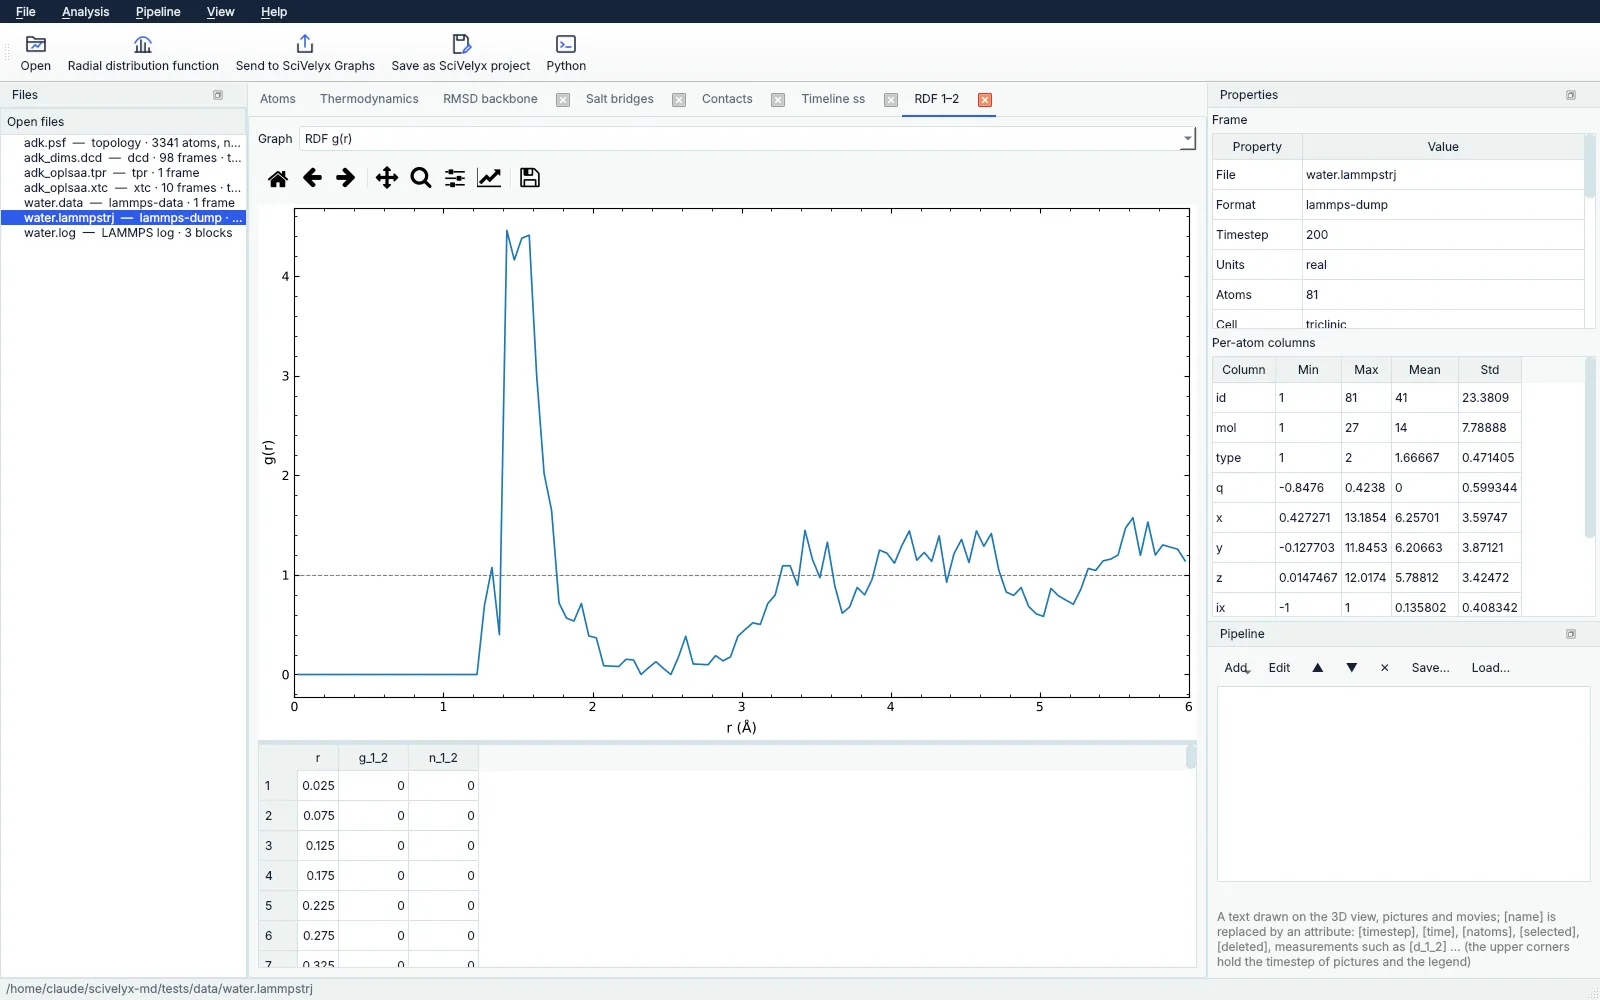 File Analysis Pipeline View Help
Open Radial distribution function Send to SciVelyx Graphs Save as SciVelyx project Python
Files
Open files
adk.psf — topology · 3341 atoms, n...
adk_dims.dcd — dcd · 98 frames · t...
adk_oplsaa.tpr — tpr · 1 frame
adk_oplsaa.xtc — xtc · 10 frames · t...
water.data — lammps-data · 1 frame
water.lammpstrj — lammps-dump · ...
water.log — LAMMPS log · 3 blocks
Atoms Thermodynamics RMSD backbone Salt bridges Contacts Timeline ss RDF 1–2
Graph RDF g(r)
4
3
2
1
0
g(r)
0 1 2 3 4 5 6
r (Å)
r g_1_2 n_1_2
1 0.025 0 0
2 0.075 0 0
3 0.125 0 0
4 0.175 0 0
5 0.225 0 0
6 0.275 0 0
7 0.325 0 0
Properties
Frame
Property Value
File water.lammpstrj
Format lammps-dump
Timestep 200
Units real
Atoms 81
Cell triclinic
Per-atom columns
Column Min Max Mean Std
id 1 81 41 23.3809
mol 1 27 14 7.78888
type 1 2 1.66667 0.471405
q -0.8476 0.4238 0 0.599344
x 0.427271 13.1854 6.25701 3.59747
y -0.127703 11.8453 6.20663 3.87121
z 0.0147467 12.0174 5.78812 3.42472
ix -1 1 0.135802 0.408342
Pipeline
Add Edit ▲ ▼ × Save... Load...
A text drawn on the 3D view, pictures and movies; [name] is
replaced by an attribute: [timestep], [time], [natoms], [selected],
[deleted], measurements such as [d_1_2] ... (the upper corners
hold the timestep of pictures and the legend)
/home/claude/scivelyx-md/tests/data/water.lammpstrj